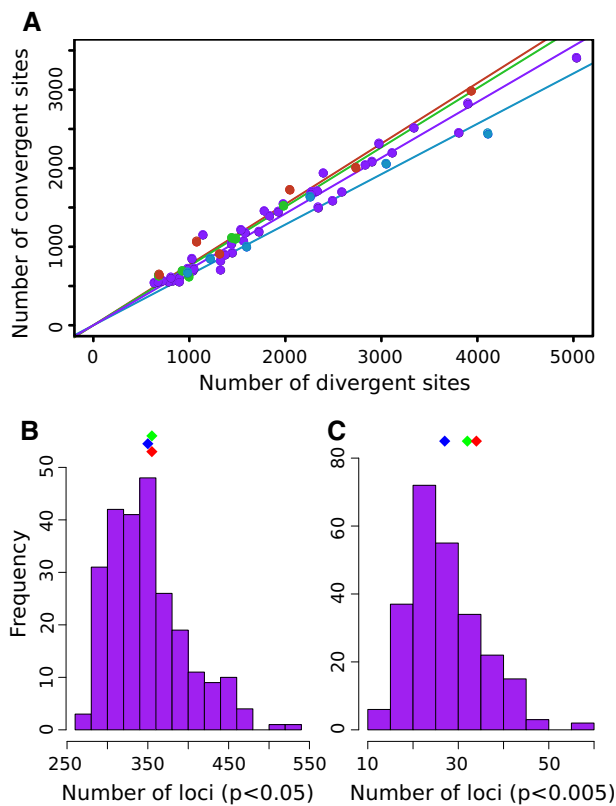 A
Number of convergent sites
3000
2000
1000
0
0 1000 2000 3000 4000 5000
Number of divergent sites
B
Frequency
50
40
30
20
10
0
250 350 450 550
Number of loci (p<0.05)
C
80
60
40
20
0
10 30 50
Number of loci (p<0.005)